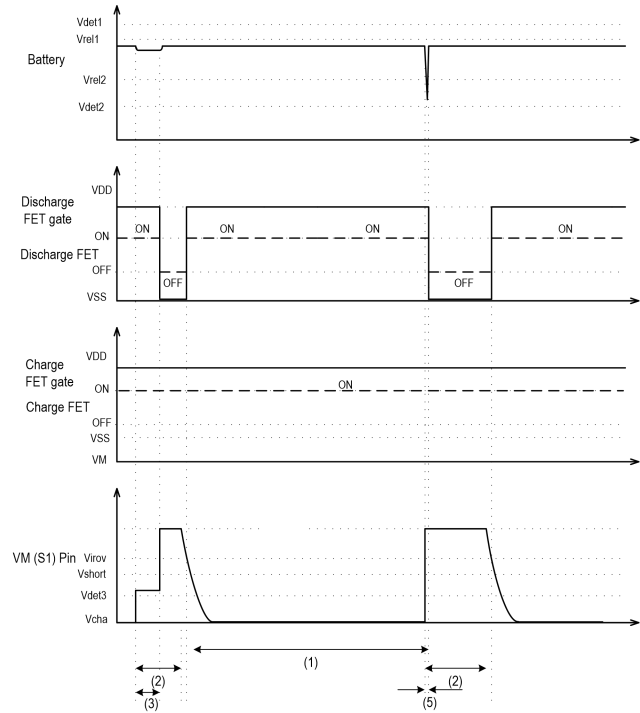 Vdet1
Vrel1
Battery
Vrel2
Vdet2
VDD
Discharge
FET gate
ON
ON
ON
ON
ON
Discharge FET
OFF
OFF
OFF
VSS
VDD
Charge
FET gate
ON
ON
Charge FET
OFF
VSS
VM
VM (S1) Pin
Virov
Vshort
Vdet3
Vcha
(1)
(2)
(2)
(3)
(5)